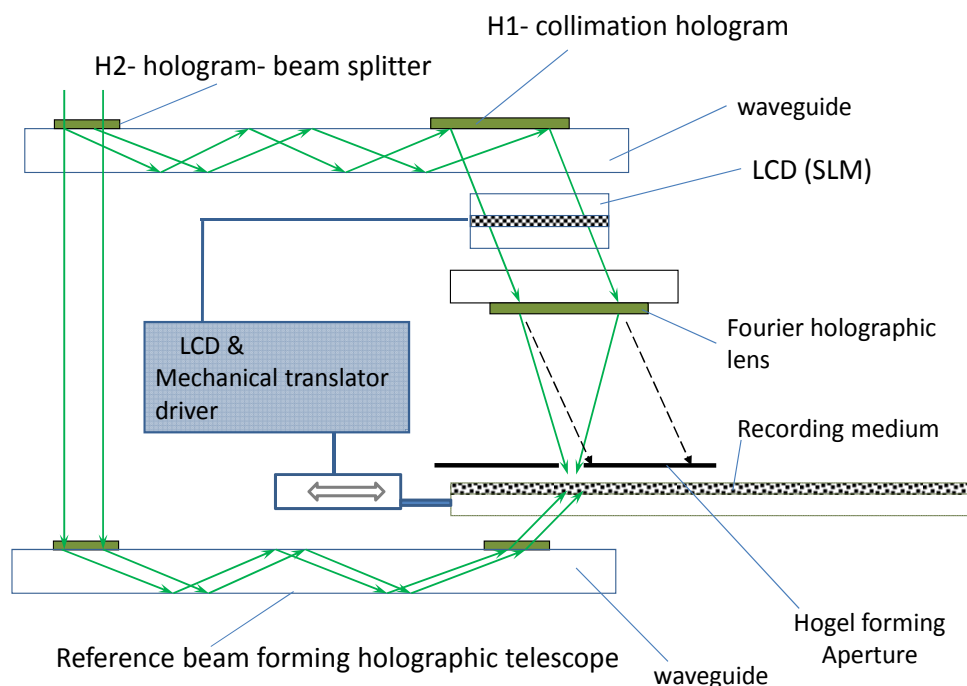 H1- collimation hologram
H2- hologram- beam splitter
waveguide
LCD (SLM)
Fourier holographic
lens
LCD &
Mechanical translator
driver
Recording medium
Hogel forming
Aperture
Reference beam forming holographic telescope
waveguide